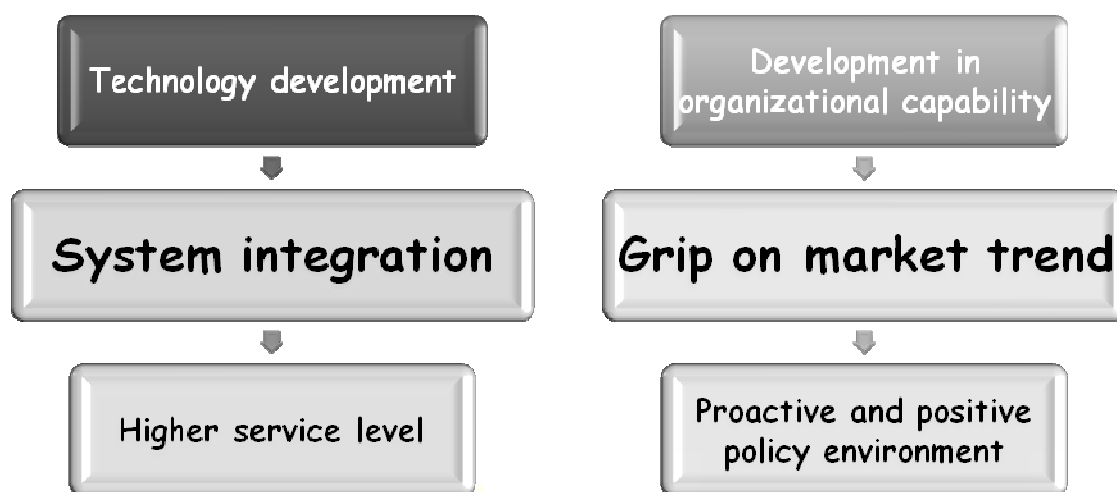 Technology development
System integration
Higher service level
Development in
organizational capability
Grip on market trend
Proactive and positive
policy environment